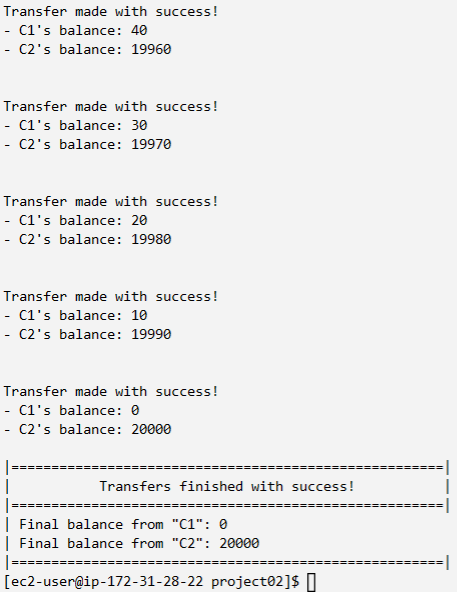 Transfer made with success!
- C1's balance: 40
- C2's balance: 19960
Transfer made with success!
- C1's balance: 30
- C2's balance: 19970
Transfer made with success!
- C1's balance: 20
- C2's balance: 19980
Transfer made with success!
- C1's balance: 10
- C2's balance: 19990
Transfer made with success!
- C1's balance: 0
- C2's balance: 20000
|======================================================|
|           Transfers finished with success!           |
|======================================================|
| Final balance from "C1": 0
| Final balance from "C2": 20000
|======================================================|
[ec2-user@ip-172-31-28-22 project02]$